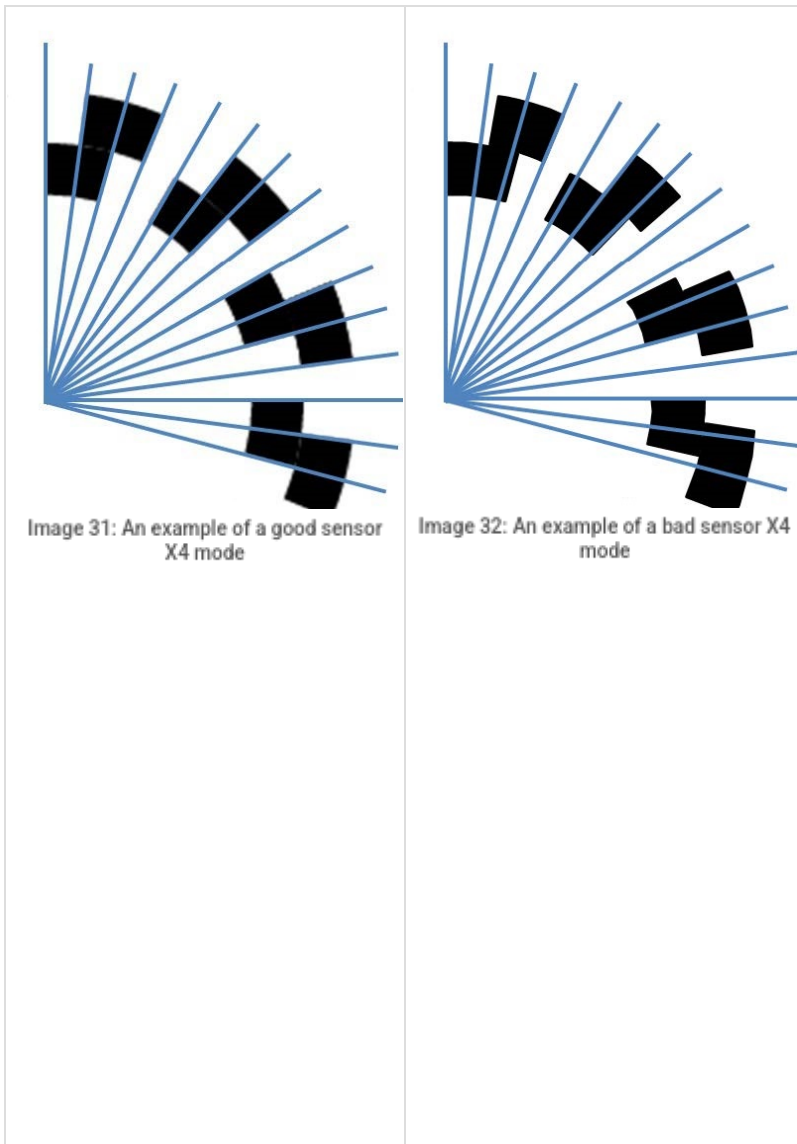 Image 31: An example of a good sensor
X4 mode
Image 32: An example of a bad sensor X4
mode